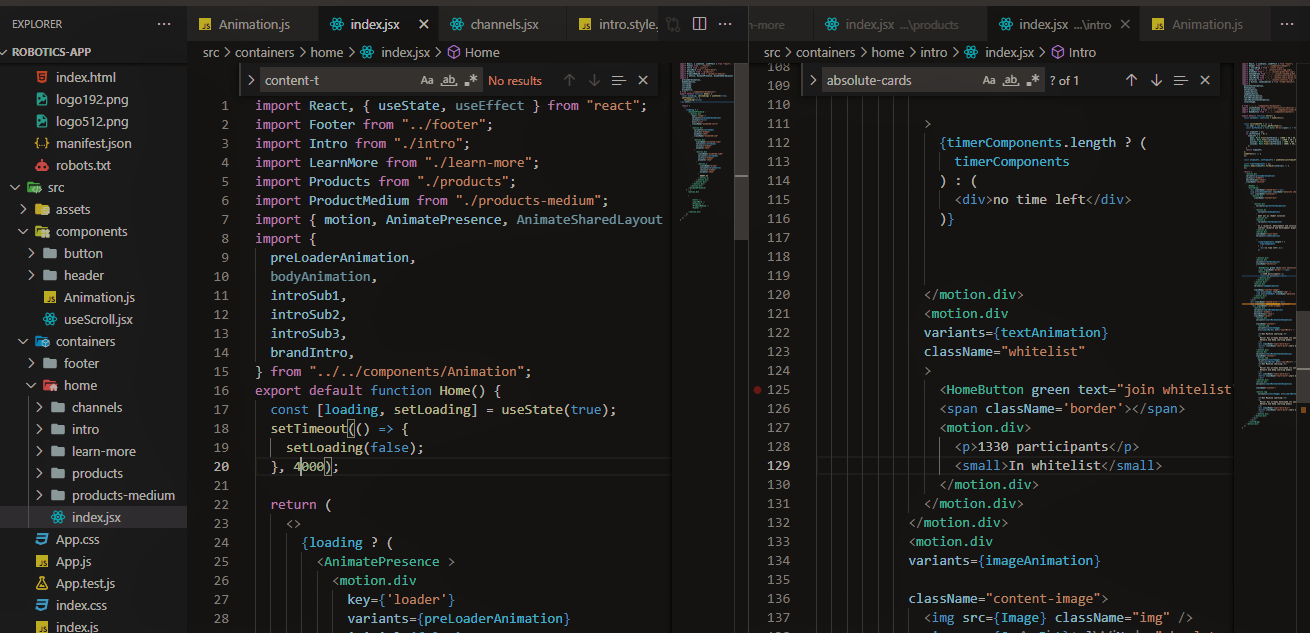 EXPLORER
ROBOTICS-APP
index.html
logo192.png
logo512.png
manifest.json
robots.txt
src
assets
components
button
header
Animation.js
useScroll.jsx
containers
footer
home
channels
intro
learn-more
products
products-medium
index.jsx
App.css
App.js
App.test.js
index.css
index.js
Animation.js
index.jsx
channels.jsx
intro.style.
src > containers > home > index.jsx > Home
content-t
Aa ab .* No results
1 import React, { useState, useEffect } from "react";
2 import Footer from "../footer";
3 import Intro from "./intro";
4 import LearnMore from "./learn-more";
5 import Products from "./products";
6 import ProductMedium from "./products-medium";
7 import { motion, AnimatePresence, AnimateSharedLayout
8 import {
9 preLoaderAnimation,
10 bodyAnimation,
11 introSub1,
12 introSub2,
13 introSub3,
14 brandIntro,
15 } from "../../components/Animation";
16 export default function Home() {
17 const [loading, setLoading] = useState(true);
18 setTimeout(() => {
19 setLoading(false);
20 }, 4000);
21
22 return (
23 <>
24 {loading ? (
25 <AnimatePresence >
26 <motion.div
27 key={'loader'}
28 variants={preLoaderAnimation}
n-more
index.jsx ...\products
index.jsx ...\intro
Animation.js
src > containers > home > intro > index.jsx > Intro
absolute-cards
Aa ab .* ? of 1
108
109
110
111 >
112 {timerComponents.length ? (
113 timerComponents
114 ) : (
115 <div>no time left</div>
116 )}
117
118
119
120 </motion.div>
121 <motion.div
122 variants={textAnimation}
123 className="whitelist"
124 >
125 <HomeButton green text="join whitelist
126 <span className='border'></span>
127 <motion.div>
128 <p>1330 participants</p>
129 <small>In whitelist</small>
130 </motion.div>
131 </motion.div>
132 </motion.div>
133 <motion.div
134 variants={imageAnimation}
135
136 className="content-image">
137 <img src={Image} className="img" />